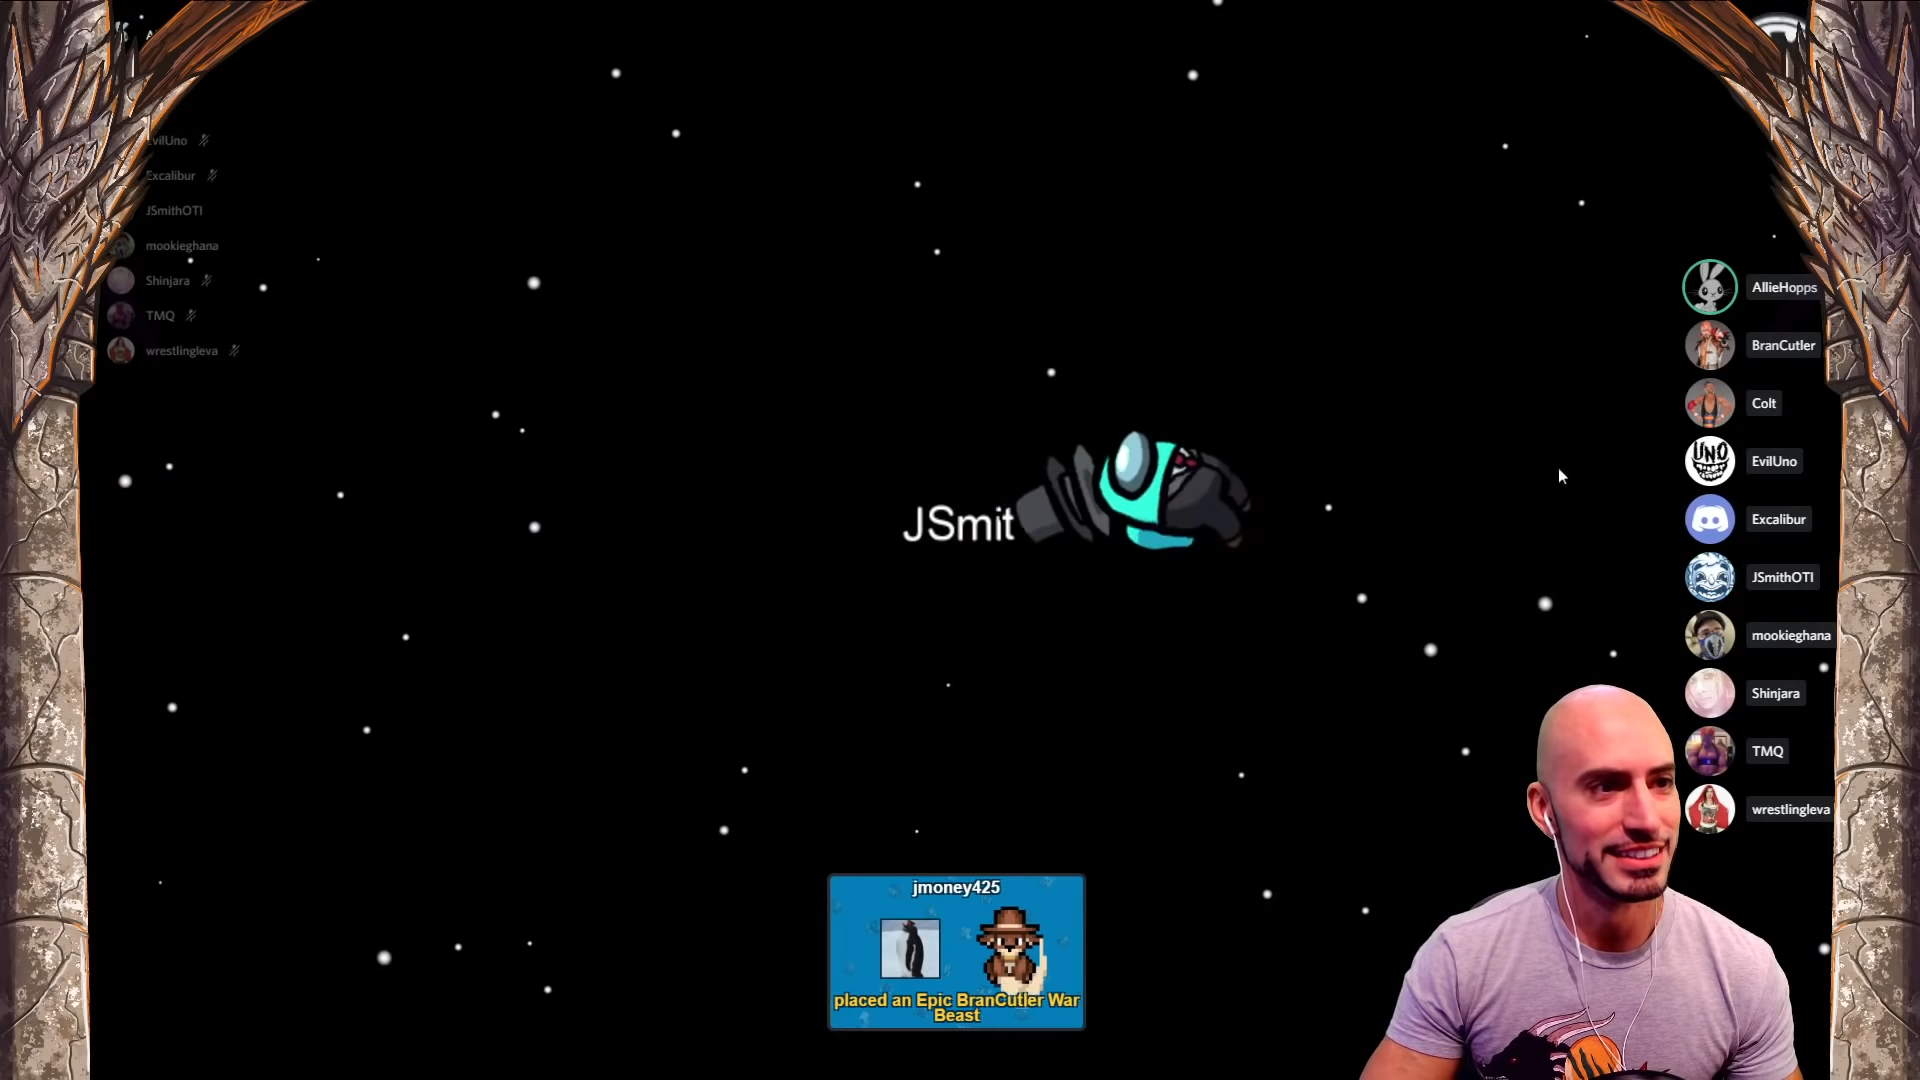 EvilUno
Excalibur
JSmithOTI
mookieghana
Shinjara
TMQ
wrestlingleva
JSmit
AllieHopps
BranCutler
Colt
UNO
EvilUno
Excalibur
JSmithOTI
mookieghana
Shinjara
TMQ
wrestlingleva
jmoney425
placed an Epic BranCutler War
Beast